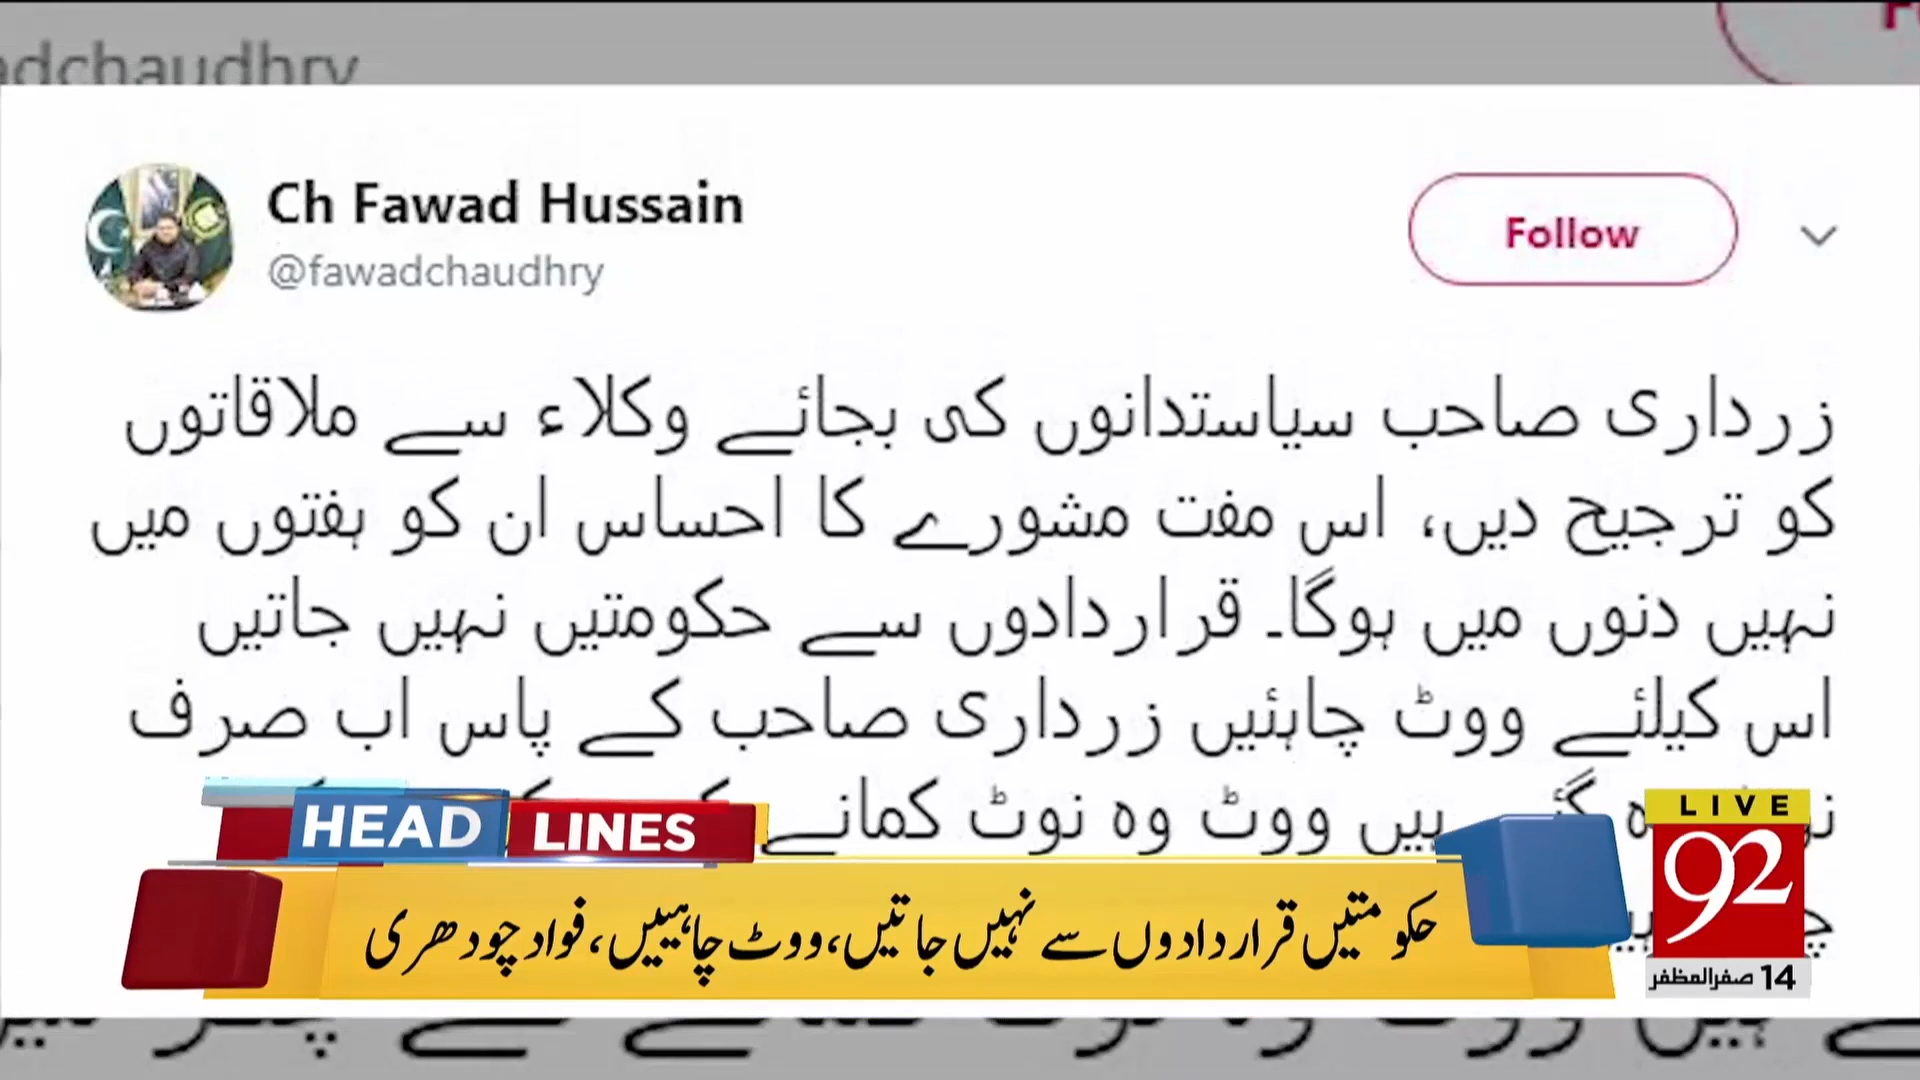 adchaudhry
Ch Fawad Hussain
@fawadchaudhry
Follow
زرداری صاحب سیاستدانوں کی بجائے وکلاء سے ملاقاتوں
کو ترجیح دیں، اس مفت مشورے کا احساس ان کو ہفتوں میں
نہیں دنوں میں ہوگا۔ قراردادوں سے حکومتیں نہیں جاتیں
اس کیلئے ووٹ چاہئیں زرداری صاحب کے پاس اب صرف
گئے ہیں ووٹ وہ نوٹ کمانے
HEAD LINES
حکومتیں قراردادوں سے نہیں جاتیں، ووٹ چاہییں، فواد چودھری
LIVE
92
14 صفرالمظفر